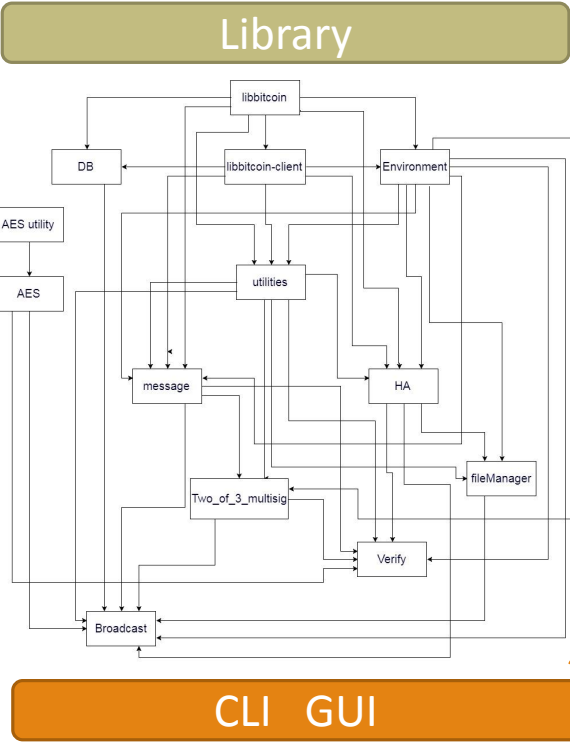 Library
libbitcoin
DB
libbitcoin-client
Environment
AES utility
AES
utilities
message
HA
fileManager
Two_of_3_multisig
Verify
Broadcast
CLI GUI